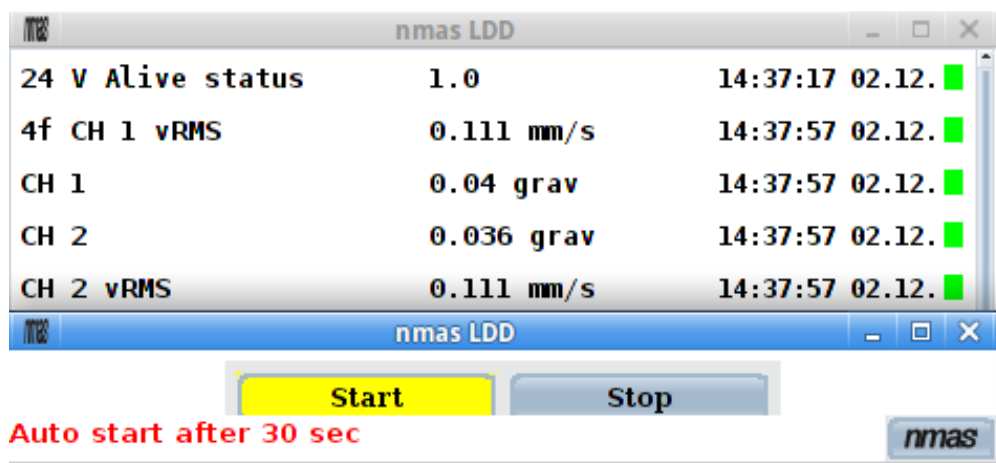 nmas nmas LDD
24 V Alive status 1.0 14:37:17 02.12.
4f CH 1 vRMS 0.111 mm/s 14:37:57 02.12.
CH 1 0.04 grav 14:37:57 02.12.
CH 2 0.036 grav 14:37:57 02.12.
CH 2 vRMS 0.111 mm/s 14:37:57 02.12.
nmas nmas LDD
Start Stop
Auto start after 30 sec nmas